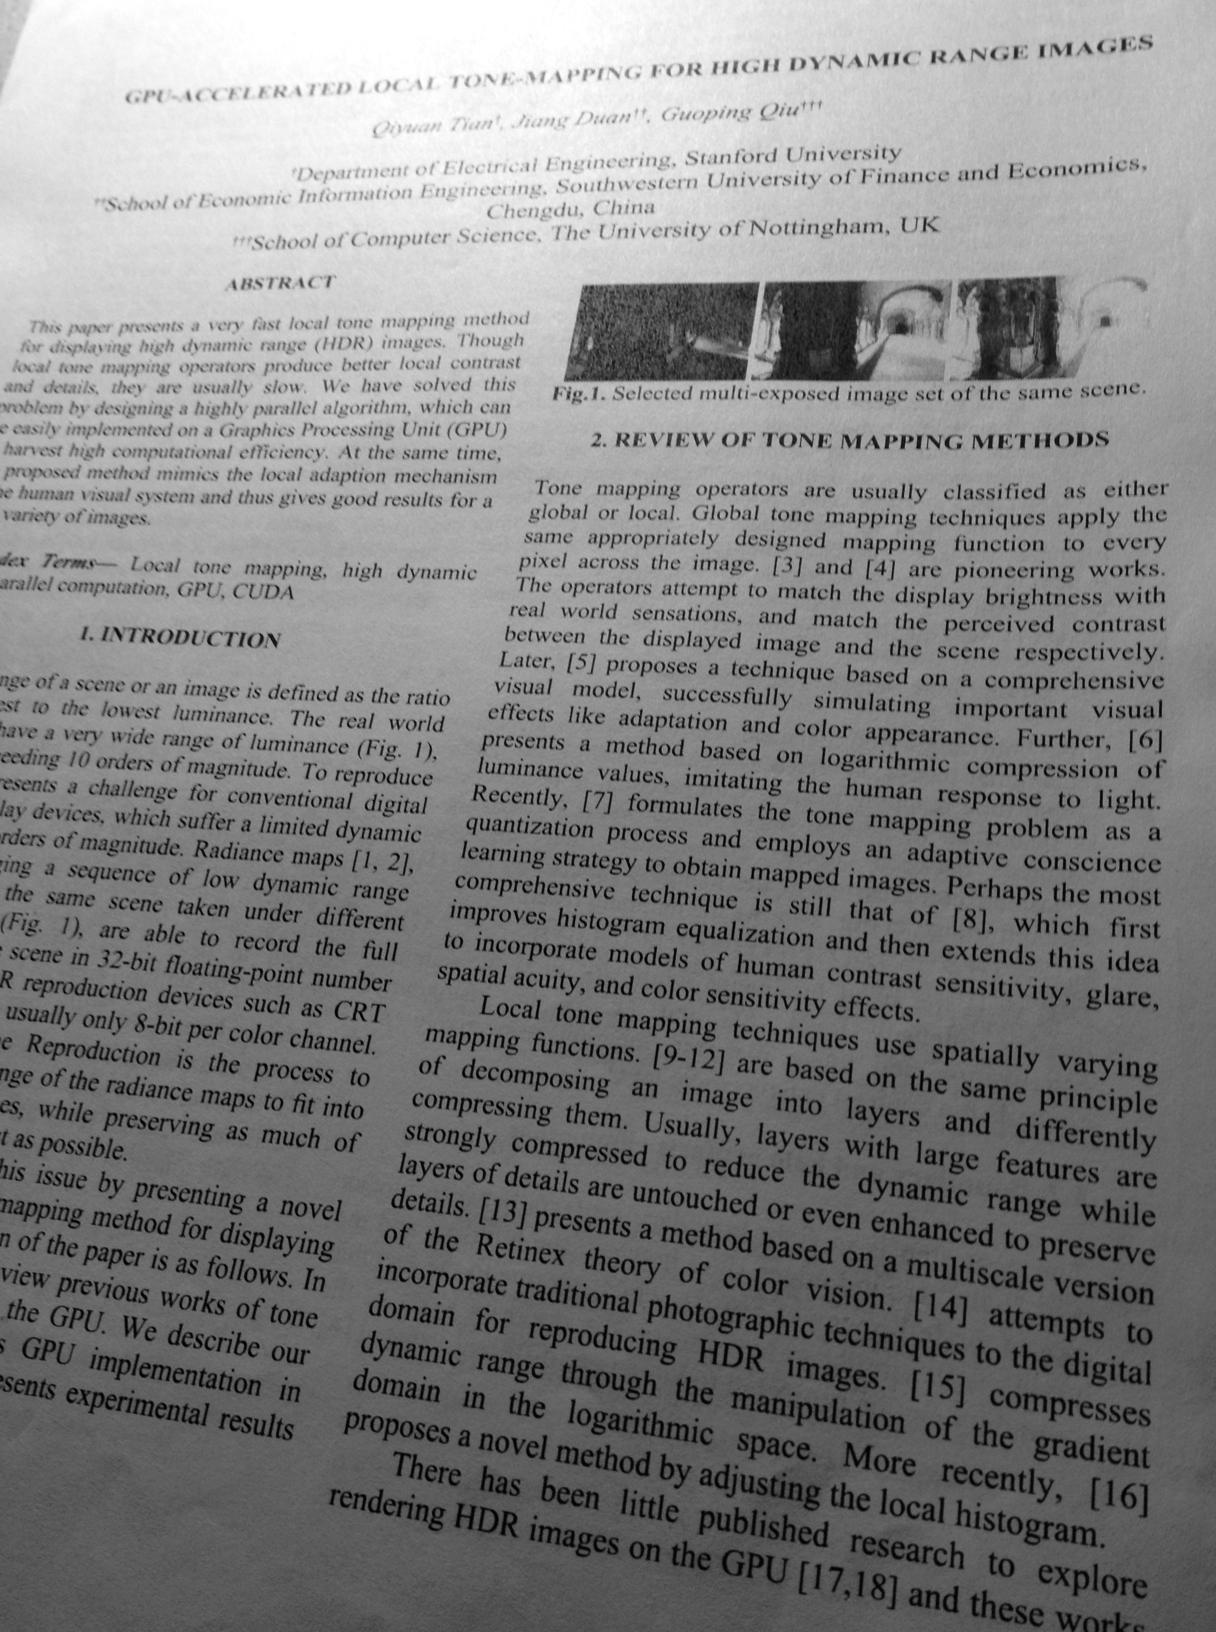 GPU-ACCELERATED LOCAL TONE-MAPPING FOR HIGH DYNAMIC RANGE IMAGES
Qiyuan Tian†, Jiang Duan††, Guoping Qiu†††
†Department of Electrical Engineering, Stanford University
††School of Economic Information Engineering, Southwestern University of Finance and Economics,
Chengdu, China
†††School of Computer Science, The University of Nottingham, UK
ABSTRACT
This paper presents a very fast local tone mapping method
for displaying high dynamic range (HDR) images. Though
local tone mapping operators produce better local contrast
and details, they are usually slow. We have solved this
problem by designing a highly parallel algorithm, which can
e easily implemented on a Graphics Processing Unit (GPU)
harvest high computational efficiency. At the same time,
proposed method mimics the local adaption mechanism
he human visual system and thus gives good results for a
variety of images.
dex Terms— Local tone mapping, high dynamic
arallel computation, GPU, CUDA
1. INTRODUCTION
nge of a scene or an image is defined as the ratio
est to the lowest luminance. The real world
have a very wide range of luminance (Fig. 1),
eeding 10 orders of magnitude. To reproduce
resents a challenge for conventional digital
lay devices, which suffer a limited dynamic
rders of magnitude. Radiance maps [1, 2],
ging a sequence of low dynamic range
the same scene taken under different
(Fig. 1), are able to record the full
scene in 32-bit floating-point number
R reproduction devices such as CRT
usually only 8-bit per color channel.
e Reproduction is the process to
nge of the radiance maps to fit into
es, while preserving as much of
t as possible.
his issue by presenting a novel
mapping method for displaying
n of the paper is as follows. In
view previous works of tone
the GPU. We describe our
s GPU implementation in
esents experimental results
Fig.1. Selected multi-exposed image set of the same scene.
2. REVIEW OF TONE MAPPING METHODS
Tone mapping operators are usually classified as either
global or local. Global tone mapping techniques apply the
same appropriately designed mapping function to every
pixel across the image. [3] and [4] are pioneering works.
The operators attempt to match the display brightness with
real world sensations, and match the perceived contrast
between the displayed image and the scene respectively.
Later, [5] proposes a technique based on a comprehensive
visual model, successfully simulating important visual
effects like adaptation and color appearance. Further, [6]
presents a method based on logarithmic compression of
luminance values, imitating the human response to light.
Recently, [7] formulates the tone mapping problem as a
quantization process and employs an adaptive conscience
learning strategy to obtain mapped images. Perhaps the most
comprehensive technique is still that of [8], which first
improves histogram equalization and then extends this idea
to incorporate models of human contrast sensitivity, glare,
spatial acuity, and color sensitivity effects.
Local tone mapping techniques use spatially varying
mapping functions. [9-12] are based on the same principle
of decomposing an image into layers and differently
compressing them. Usually, layers with large features are
strongly compressed to reduce the dynamic range while
layers of details are untouched or even enhanced to preserve
details. [13] presents a method based on a multiscale version
of the Retinex theory of color vision. [14] attempts to
incorporate traditional photographic techniques to the digital
domain for reproducing HDR images. [15] compresses
dynamic range through the manipulation of the gradient
domain in the logarithmic space. More recently, [16]
proposes a novel method by adjusting the local histogram.
There has been little published research to explore
rendering HDR images on the GPU [17,18] and these works